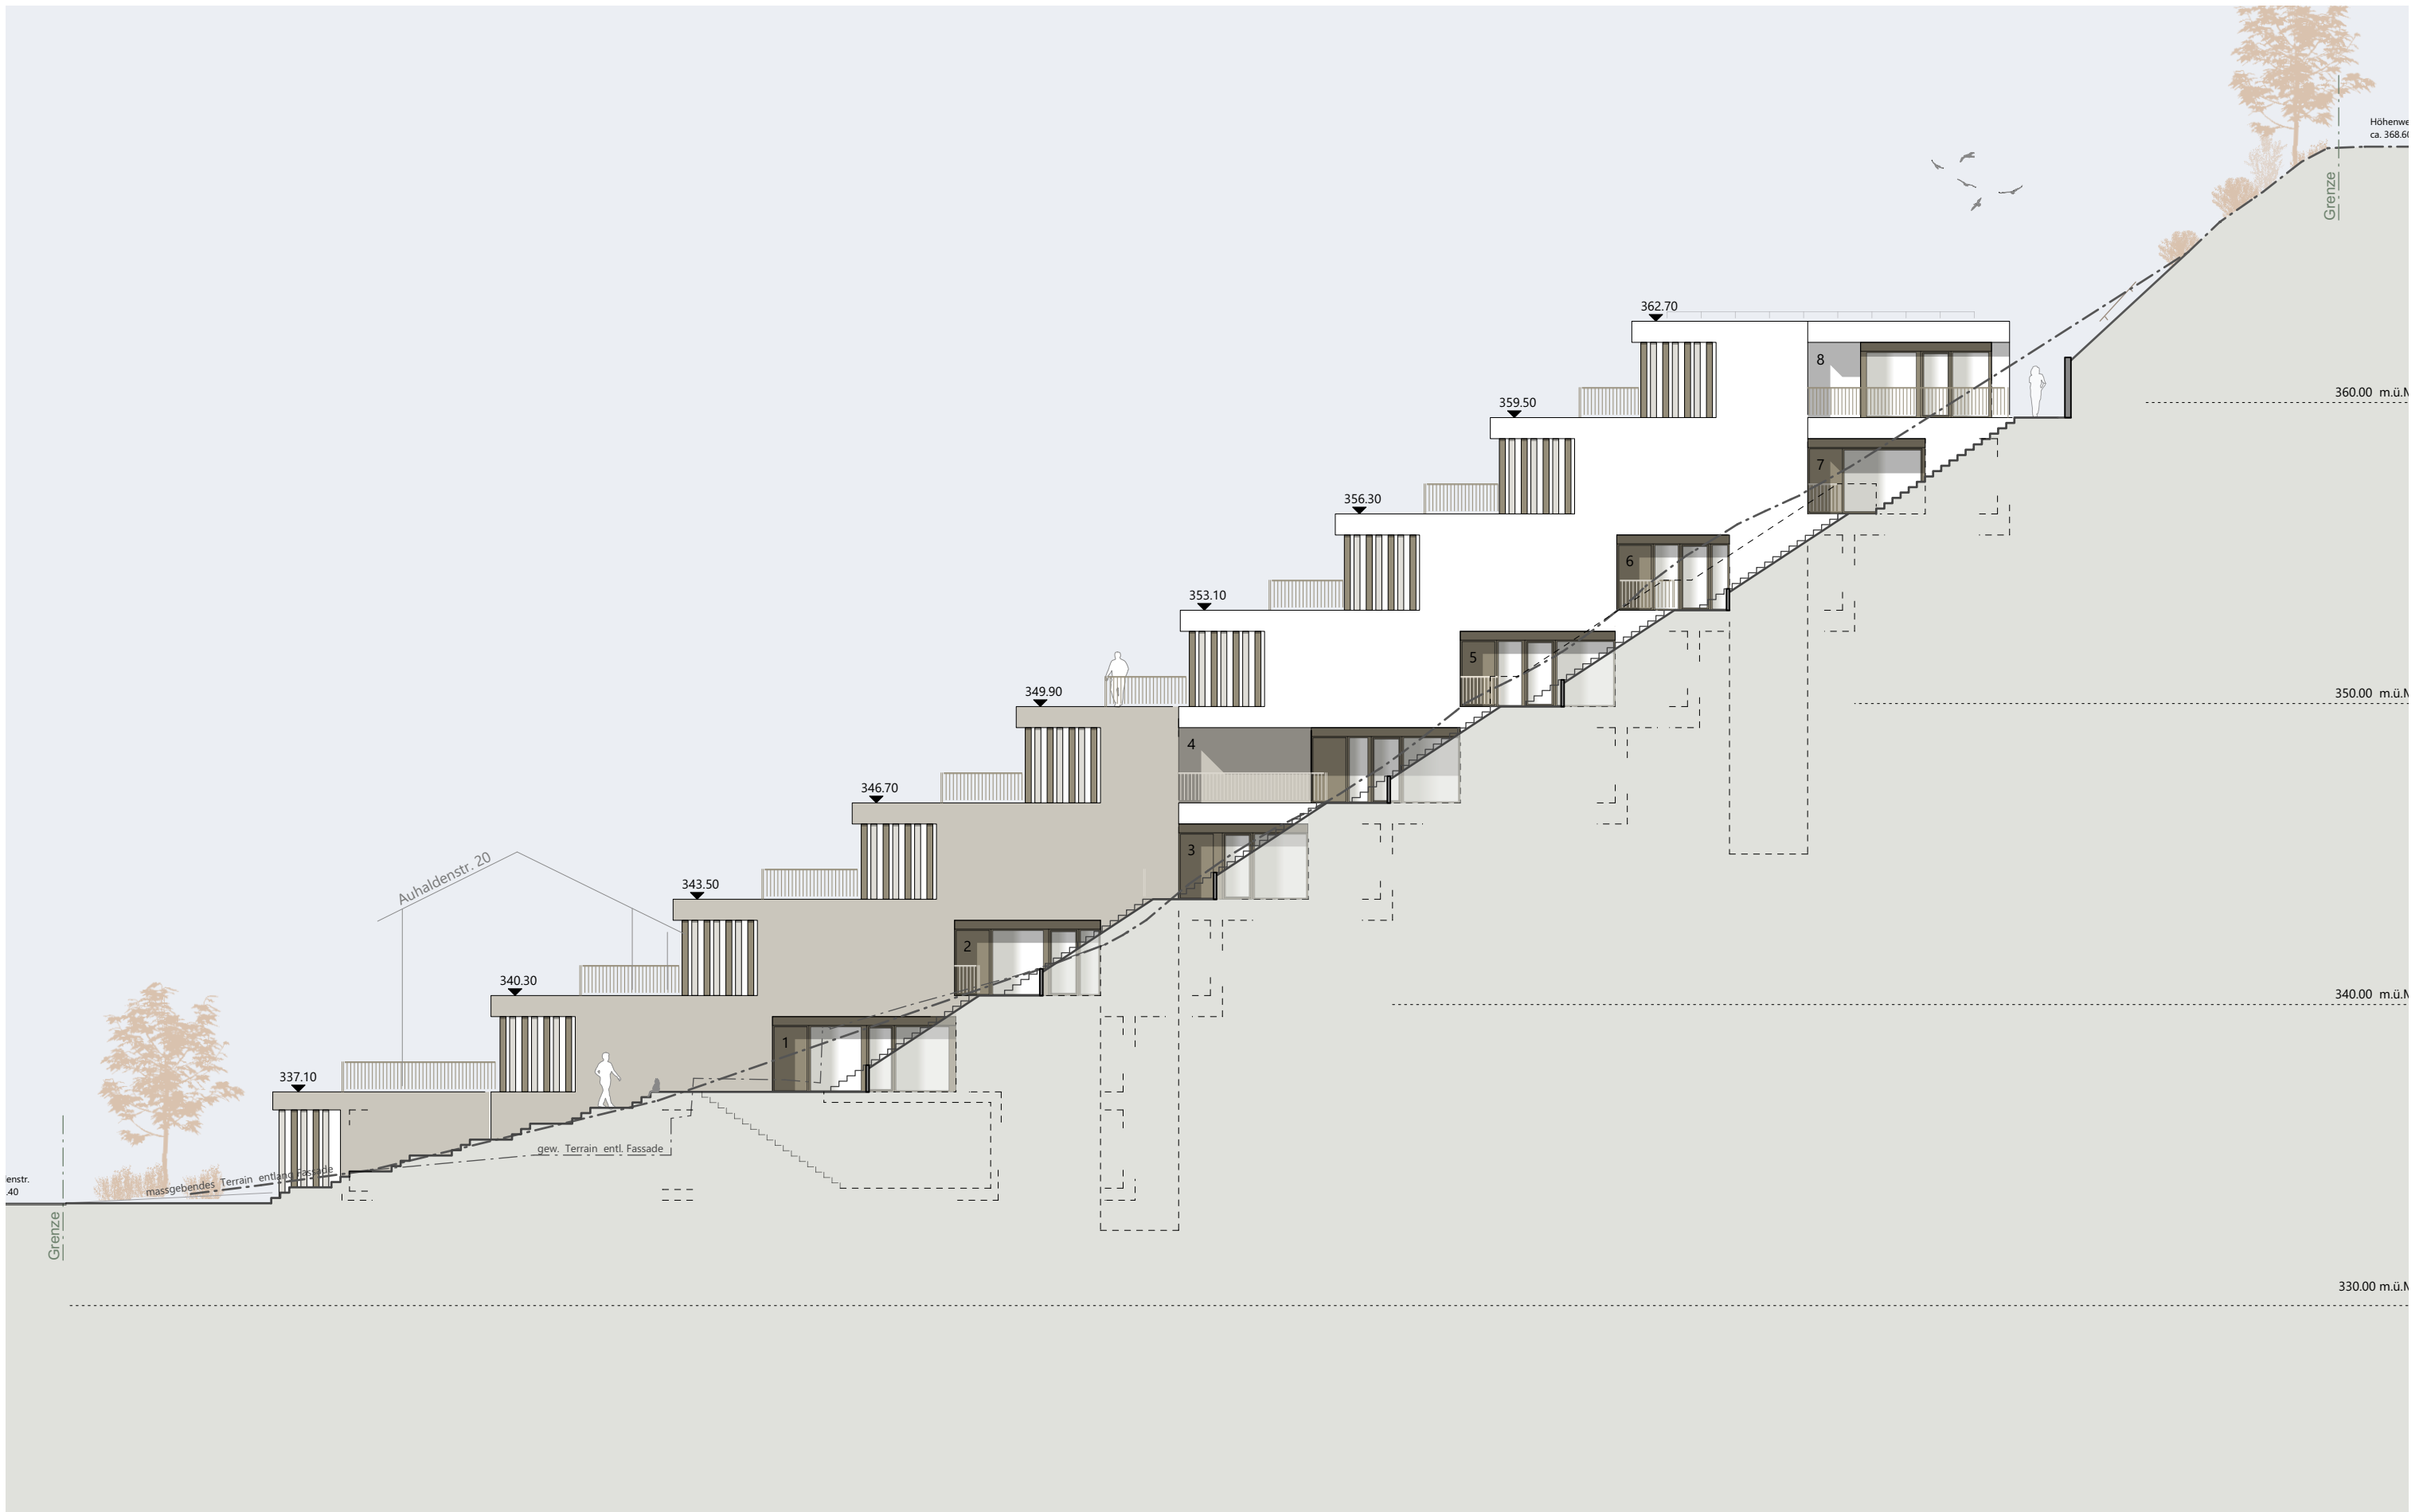 Höhenwe
ca. 368.60
Grenze
362.70
8
360.00 m.ü.M
359.50
7
356.30
6
353.10
5
350.00 m.ü.M
349.90
4
346.70
3
Auhaldenstr. 20
343.50
2
340.30
340.00 m.ü.M
1
337.10
gew. Terrain entl. Fassade
massgebendes Terrain entlang Fassade
enstr.
.40
Grenze
330.00 m.ü.M